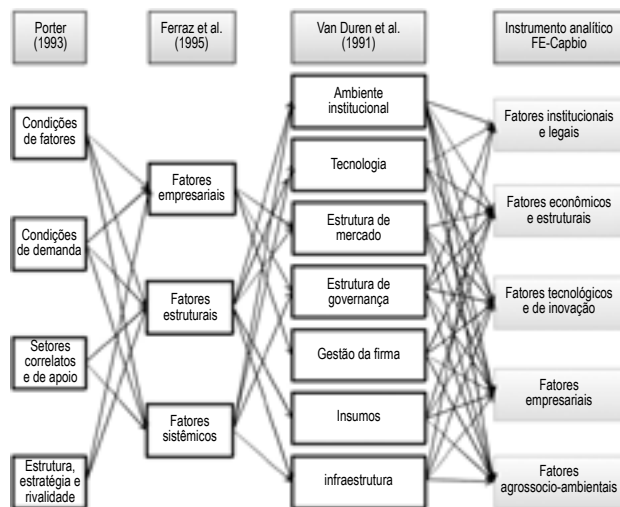 Porter
(1993)
Ferraz et al.
(1995)
Van Duren et al.
(1991)
Instrumento analítico
FE-Capbio
Condições
de fatores
Condições
de demanda
Setores
correlatos
e de apoio
Estrutura,
estratégia e
rivalidade
Fatores
empresariais
Fatores
estruturais
Fatores
sistêmicos
Ambiente
institucional
Tecnologia
Estrutura de
mercado
Estrutura de
governança
Gestão da firma
Insumos
infraestrutura
Fatores institucionais
e legais
Fatores econômicos
e estruturais
Fatores tecnológicos
e de inovação
Fatores
empresariais
Fatores
agrossocio-ambientais